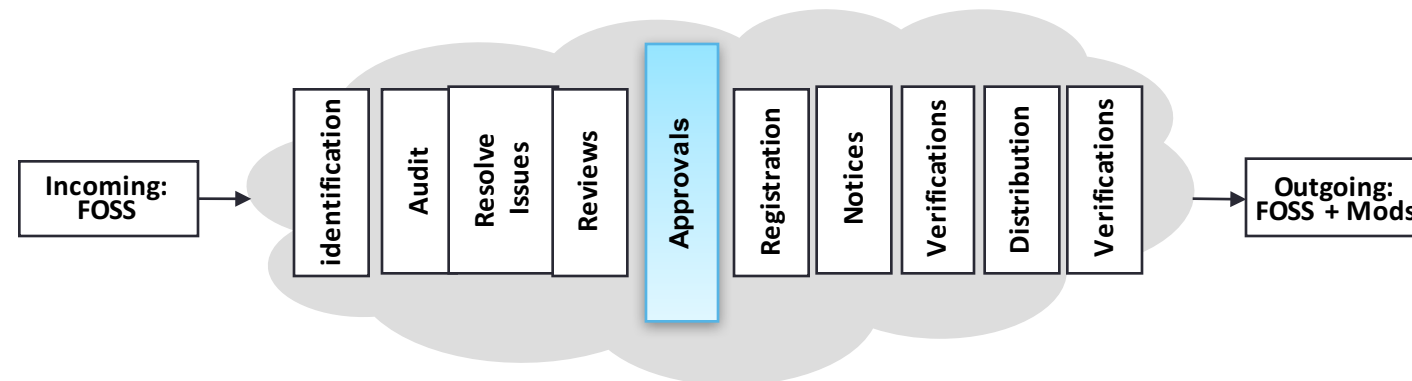 Incoming:
FOSS
identification
Audit
Resolve
Issues
Reviews
Approvals
Registration
Notices
Verifications
Distribution
Verifications
Outgoing:
FOSS + Mods